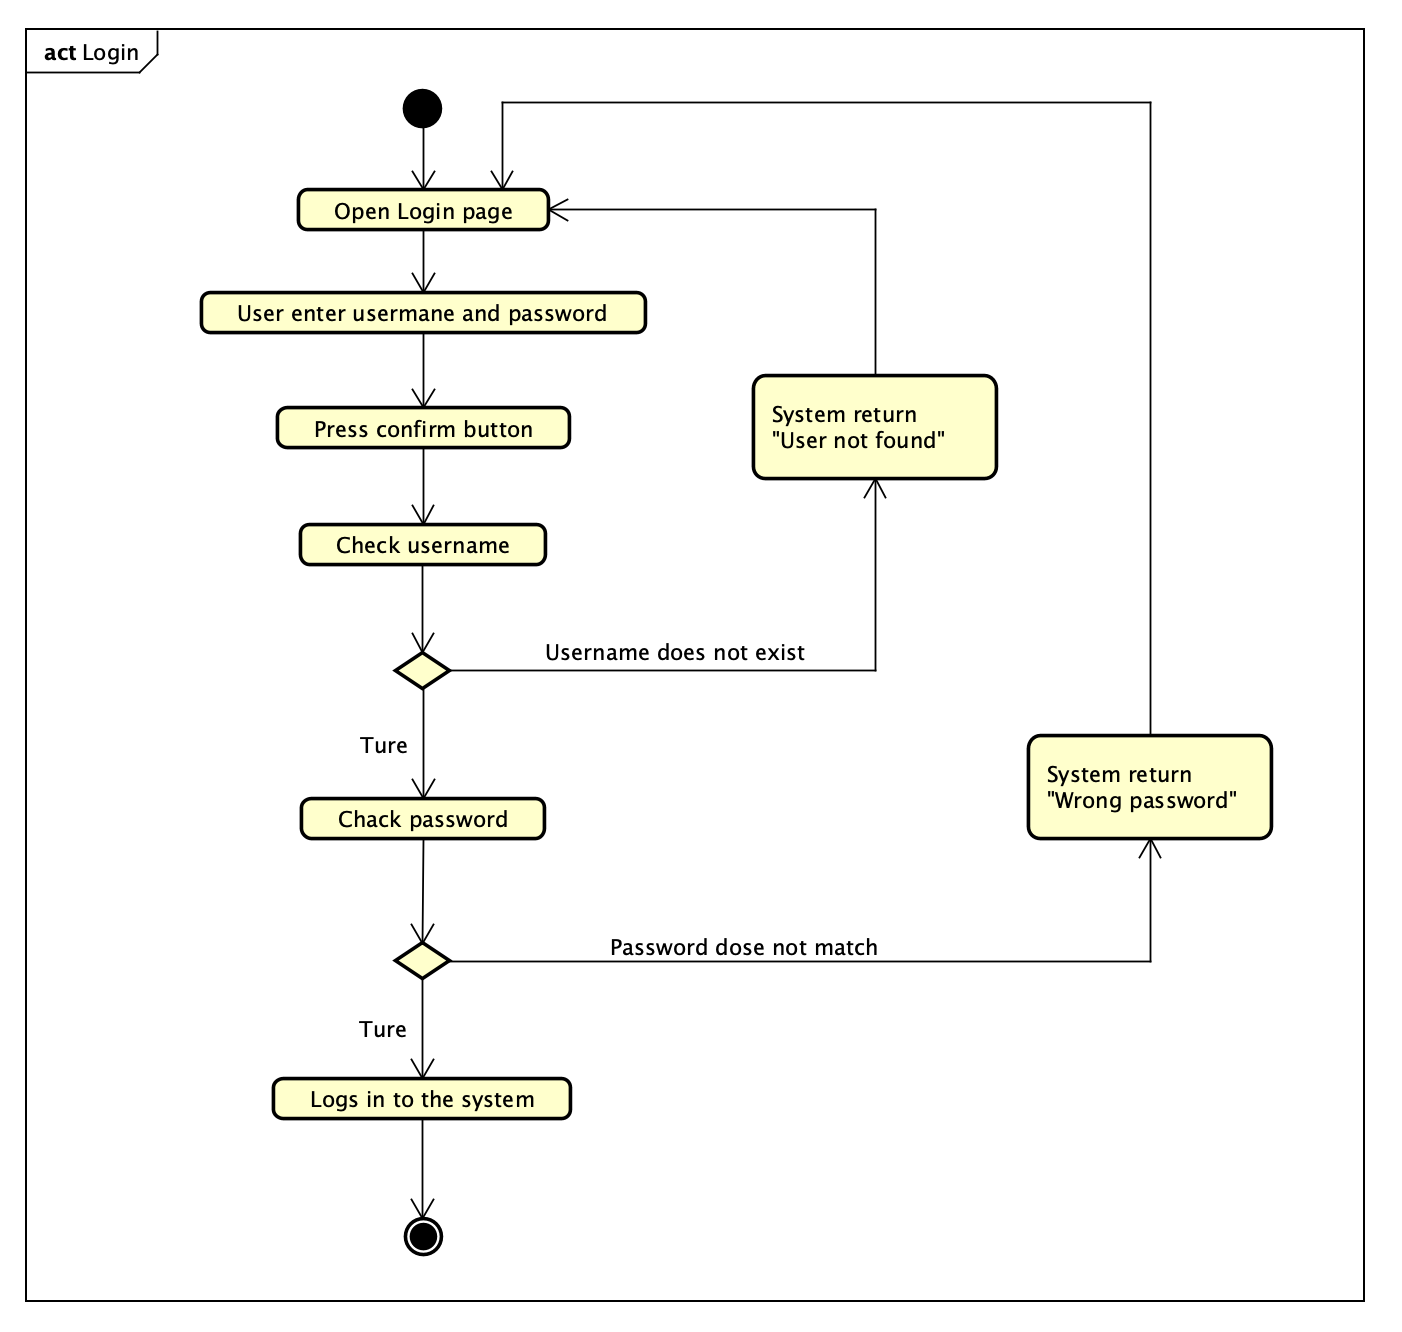 act Login
Open Login page
User enter usermane and password
Press confirm button
System return
"User not found"
Check username
Username does not exist
Ture
System return
"Wrong password"
Chack password
Password dose not match
Ture
Logs in to the system